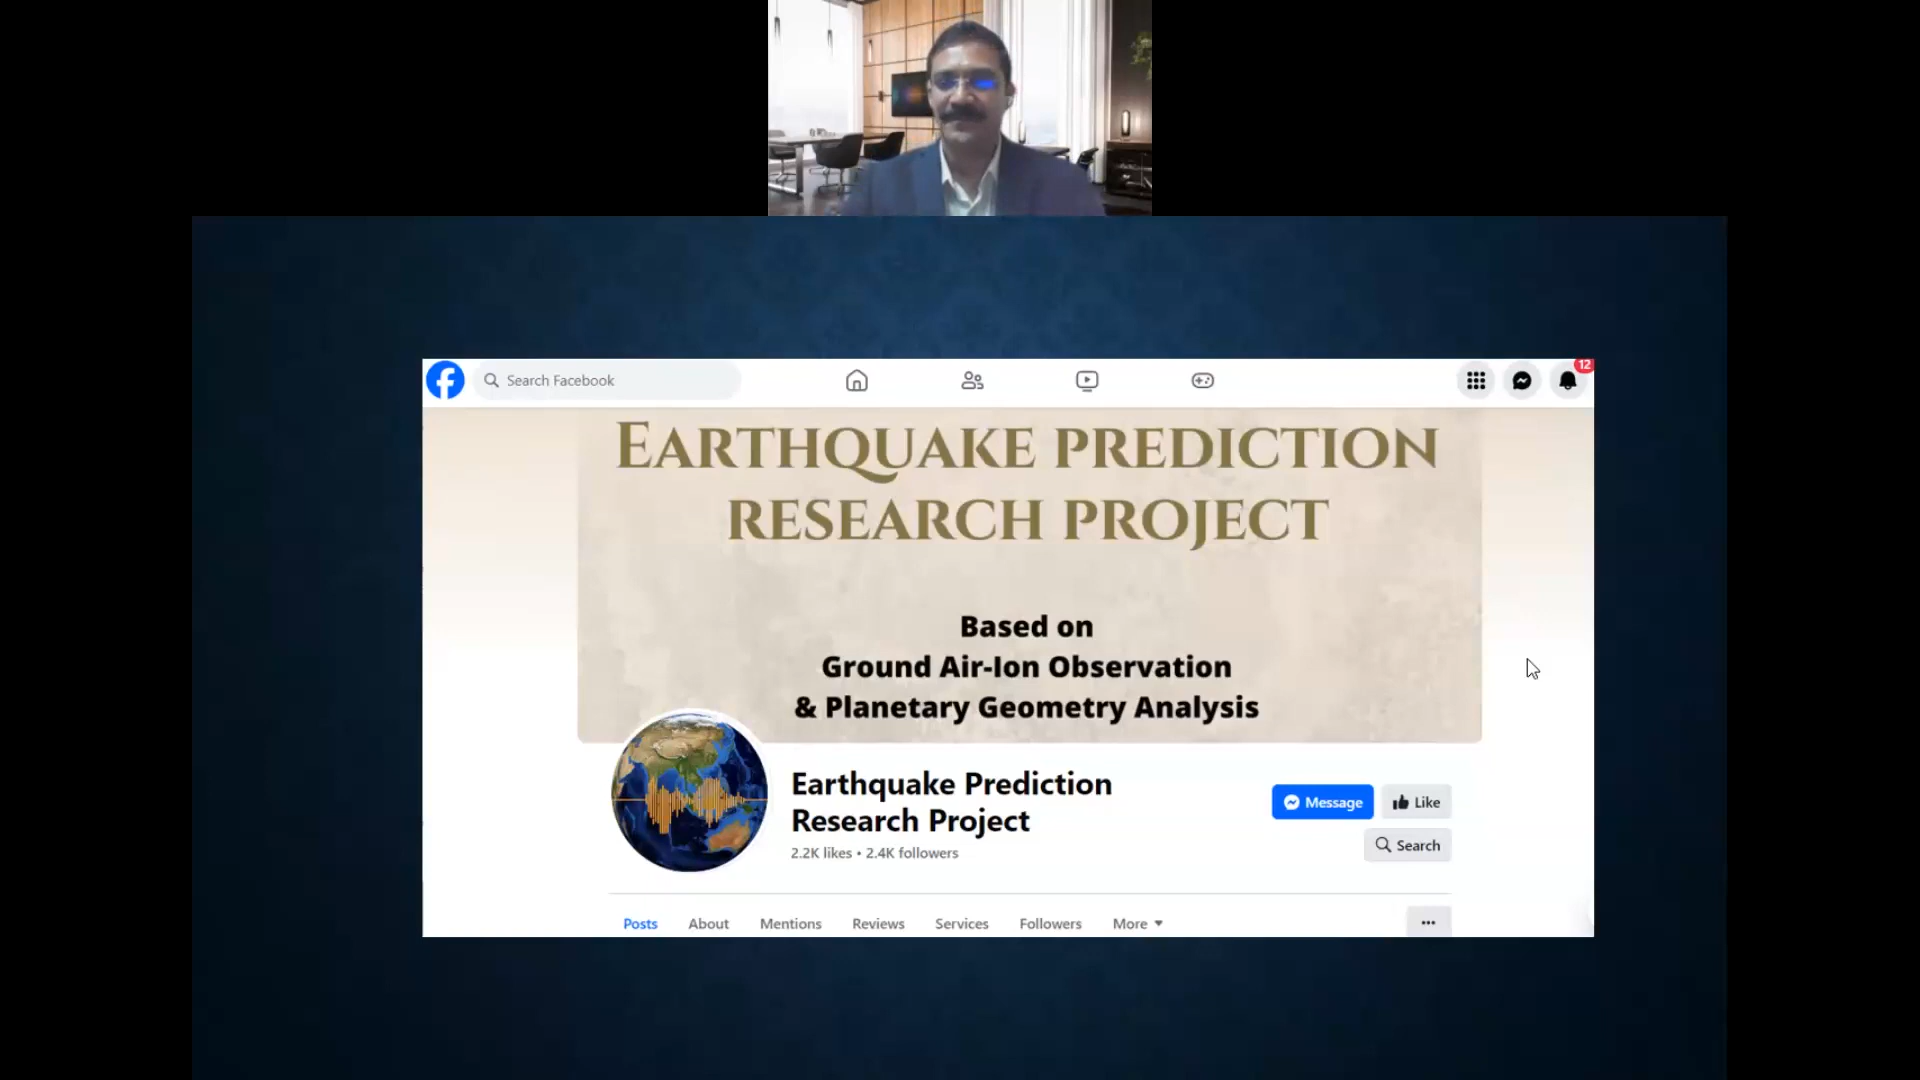 Search Facebook
12
EARTHQUAKE PREDICTION
RESEARCH PROJECT
Based on
Ground Air-Ion Observation
& Planetary Geometry Analysis
Earthquake Prediction
Research Project
2.2K likes • 2.4K followers
Message
Like
Search
Posts About Mentions Reviews Services Followers More